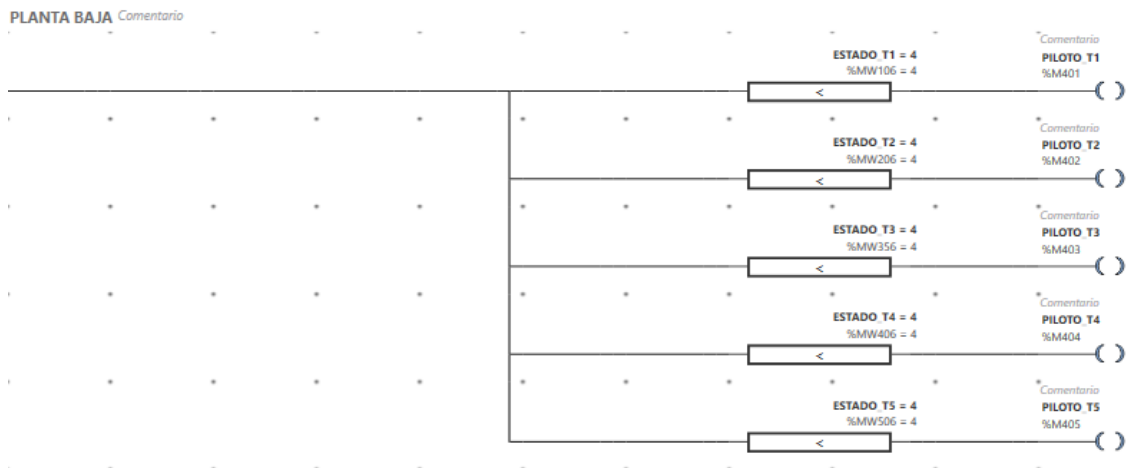 PLANTA BAJA Comentario
Comentario
ESTADO_T1 = 4 PILOTO_T1
%MW106 = 4 %M401
< ( )
Comentario
ESTADO_T2 = 4 PILOTO_T2
%MW206 = 4 %M402
< ( )
Comentario
ESTADO_T3 = 4 PILOTO_T3
%MW356 = 4 %M403
< ( )
Comentario
ESTADO_T4 = 4 PILOTO_T4
%MW406 = 4 %M404
< ( )
Comentario
ESTADO_T5 = 4 PILOTO_T5
%MW506 = 4 %M405
< ( )